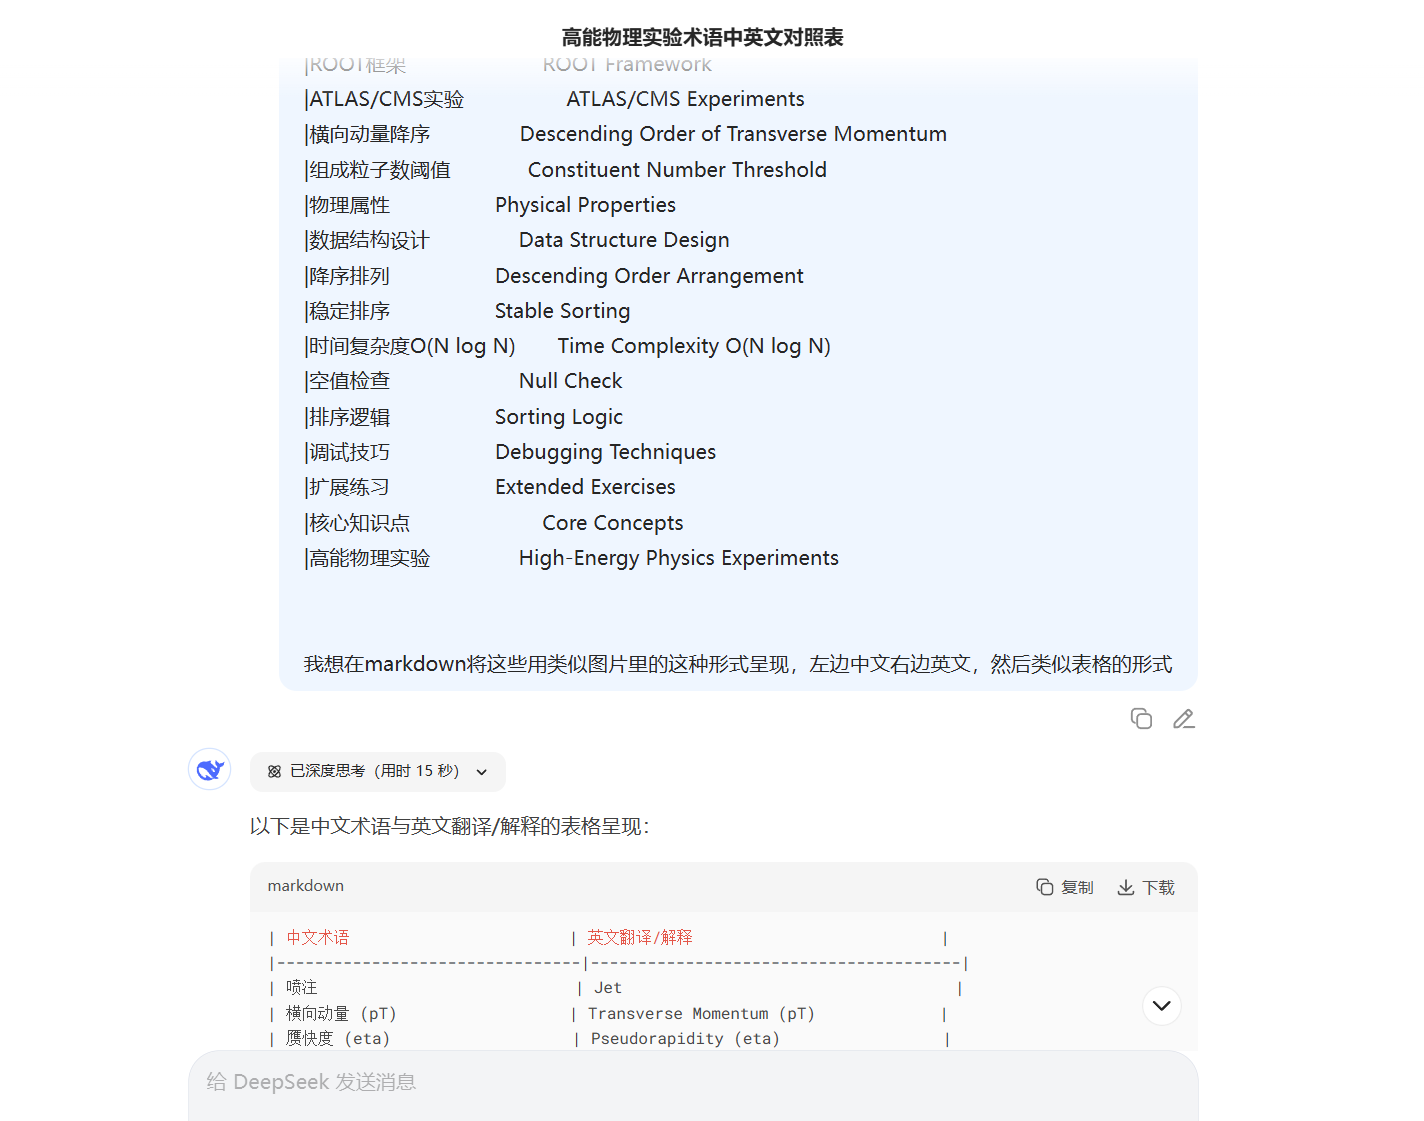 高能物理实验术语中英文对照表
|ROOT框架 ROOT Framework
|ATLAS/CMS实验 ATLAS/CMS Experiments
|横向动量降序 Descending Order of Transverse Momentum
|组成粒子数阈值 Constituent Number Threshold
|物理属性 Physical Properties
|数据结构设计 Data Structure Design
|降序排列 Descending Order Arrangement
|稳定排序 Stable Sorting
|时间复杂度O(N log N) Time Complexity O(N log N)
|空值检查 Null Check
|排序逻辑 Sorting Logic
|调试技巧 Debugging Techniques
|扩展练习 Extended Exercises
|核心知识点 Core Concepts
|高能物理实验 High-Energy Physics Experiments
我想在markdown将这些用类似图片里的这种形式呈现，左边中文右边英文，然后类似表格的形式
已深度思考（用时 15 秒）
以下是中文术语与英文翻译/解释的表格呈现：
markdown 复制 下载
| 中文术语 | 英文翻译/解释 |
|--------------------------------|---------------------------------------|
| 喷注 | Jet |
| 横向动量 (pT) | Transverse Momentum (pT) |
| 赝快度 (eta) | Pseudorapidity (eta) |
给 DeepSeek 发送消息